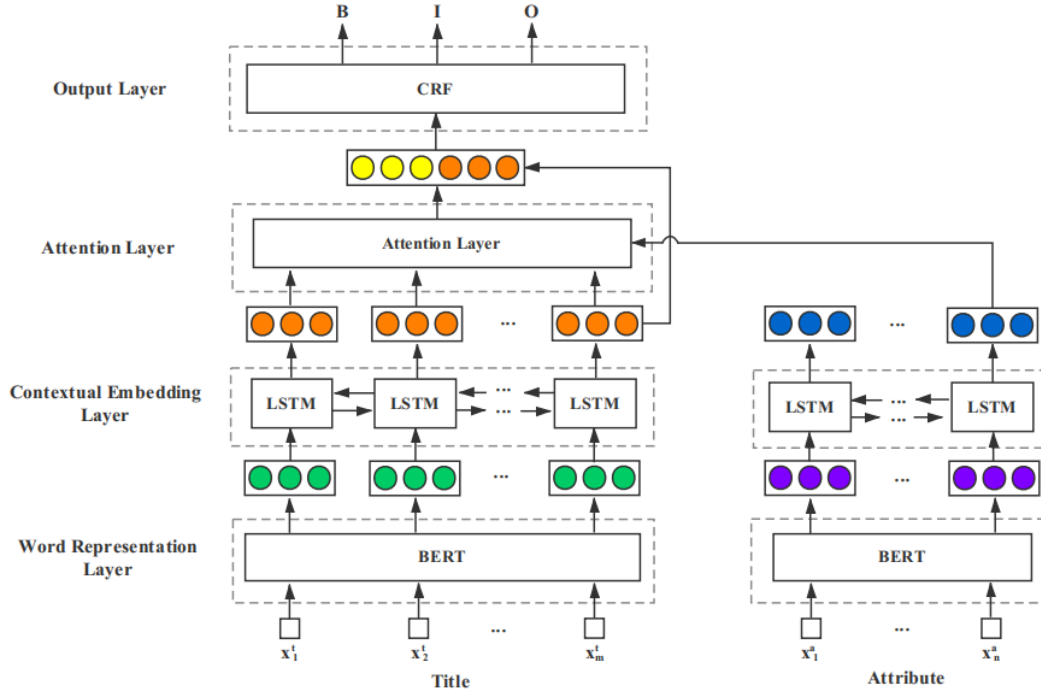 B I O
Output Layer
CRF
Attention Layer
Attention Layer
...
...
Contextual Embedding
Layer
LSTM LSTM ... ... LSTM
LSTM ... ... LSTM
...
...
Word Representation
Layer
BERT
BERT
...
...
x₁ᵗ x₂ᵗ xₘᵗ
x₁ᵃ xₙᵃ
Title
Attribute